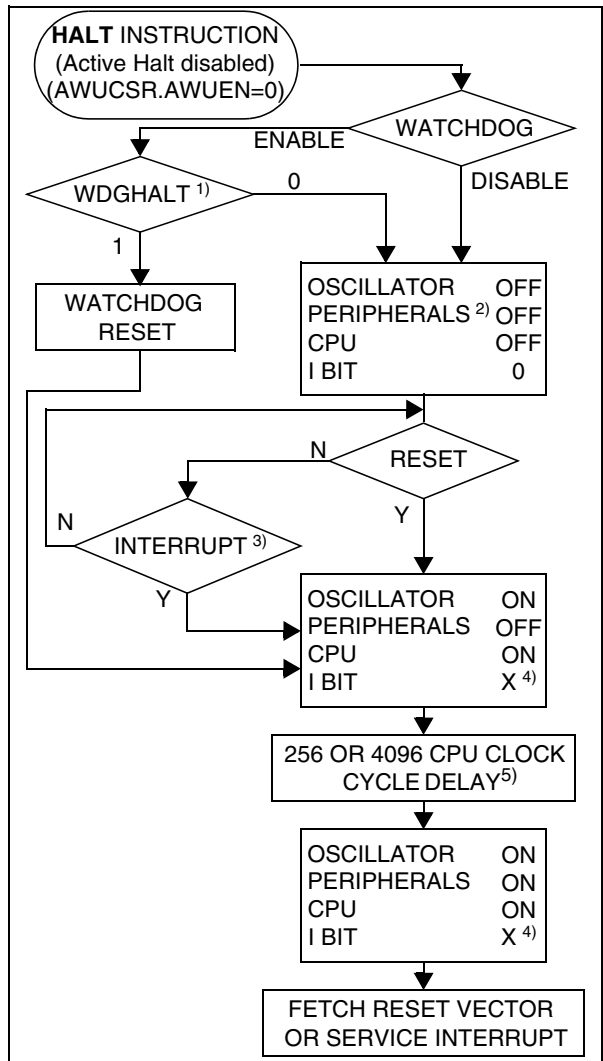 HALT INSTRUCTION
(Active Halt disabled)
(AWUCSR.AWUEN=0)
WATCHDOG
ENABLE
DISABLE
WDGHALT 1)
0
1
WATCHDOG
RESET
OSCILLATOR OFF
PERIPHERALS 2) OFF
CPU OFF
I BIT 0
RESET
N
Y
INTERRUPT 3)
N
Y
OSCILLATOR ON
PERIPHERALS OFF
CPU ON
I BIT X 4)
256 OR 4096 CPU CLOCK
CYCLE DELAY5)
OSCILLATOR ON
PERIPHERALS ON
CPU ON
I BIT X 4)
FETCH RESET VECTOR
OR SERVICE INTERRUPT